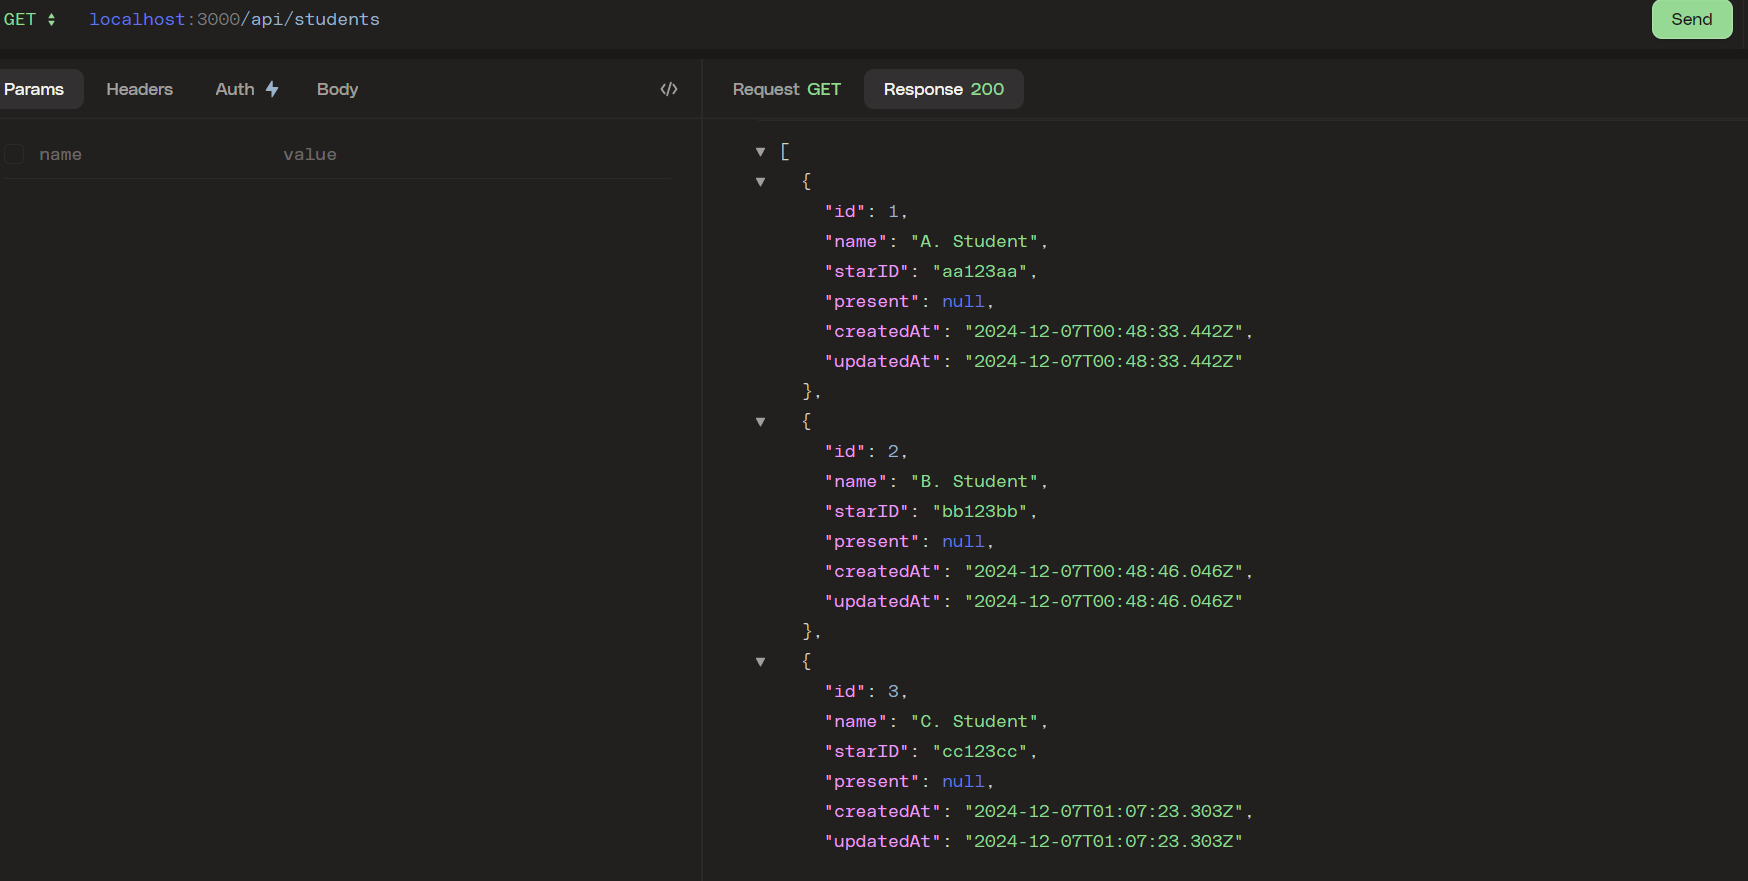 GET localhost:3000/api/students Send
Params Headers Auth Body </> Request GET Response 200
name value
[
{
"id": 1,
"name": "A. Student",
"starID": "aa123aa",
"present": null,
"createdAt": "2024-12-07T00:48:33.442Z",
"updatedAt": "2024-12-07T00:48:33.442Z"
},
{
"id": 2,
"name": "B. Student",
"starID": "bb123bb",
"present": null,
"createdAt": "2024-12-07T00:48:46.046Z",
"updatedAt": "2024-12-07T00:48:46.046Z"
},
{
"id": 3,
"name": "C. Student",
"starID": "cc123cc",
"present": null,
"createdAt": "2024-12-07T01:07:23.303Z",
"updatedAt": "2024-12-07T01:07:23.303Z"